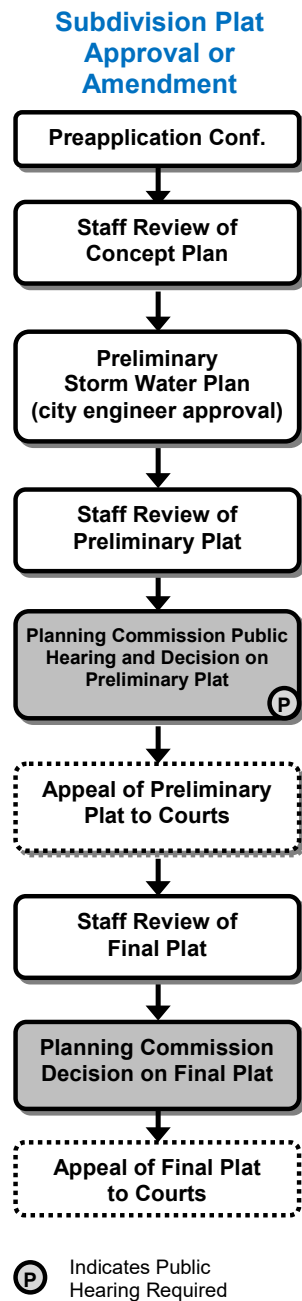 Subdivision Plat
Approval or
Amendment
Preapplication Conf.
Staff Review of
Concept Plan
Preliminary
Storm Water Plan
(city engineer approval)
Staff Review of
Preliminary Plat
Planning Commission Public
Hearing and Decision on
Preliminary Plat
P
Appeal of Preliminary
Plat to Courts
Staff Review of
Final Plat
Planning Commission
Decision on Final Plat
Appeal of Final Plat
to Courts
P
Indicates Public
Hearing Required